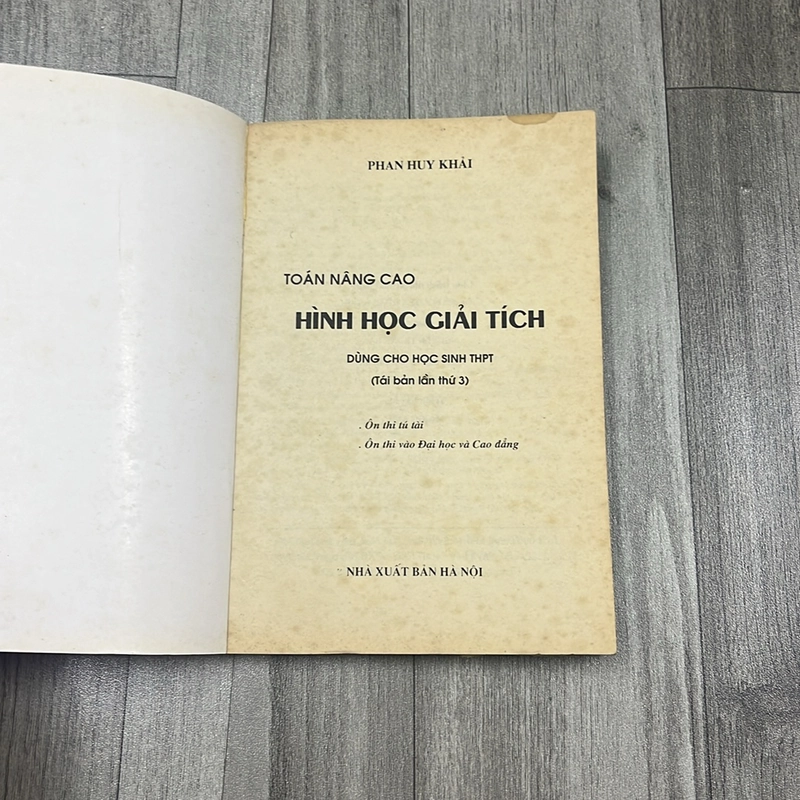 PHAN HUY KHẢI
TOÁN NÂNG CAO
HÌNH HỌC GIẢI TÍCH
DÙNG CHO HỌC SINH THPT
(Tái bản lần thứ 3)
. Ôn thi tú tài
. Ôn thi vào Đại học và Cao đẳng
NHÀ XUẤT BẢN HÀ NỘI